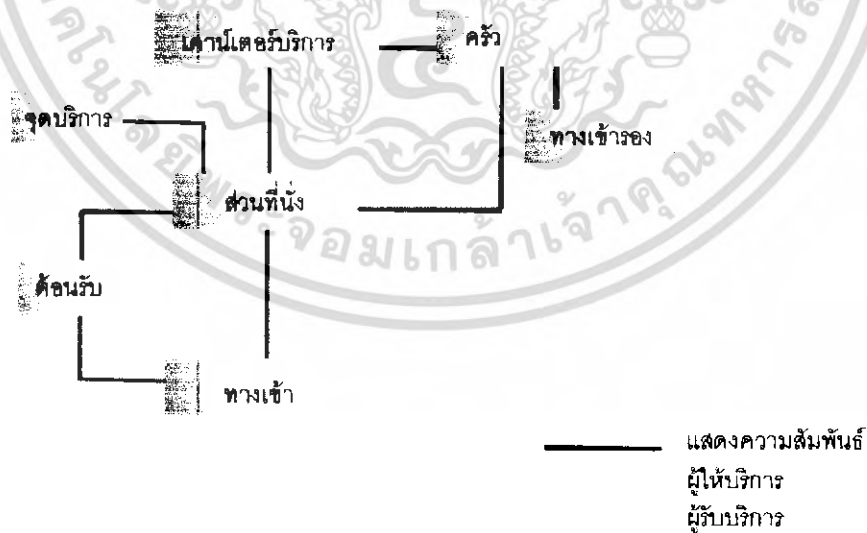 เคาน์เตอร์บริการ ครัว
จุดบริการ
ทางเข้ารอง
ส่วนที่นั่ง
ต้อนรับ
ทางเข้า
แสดงความสัมพันธ์
ผู้ให้บริการ
ผู้รับบริการ